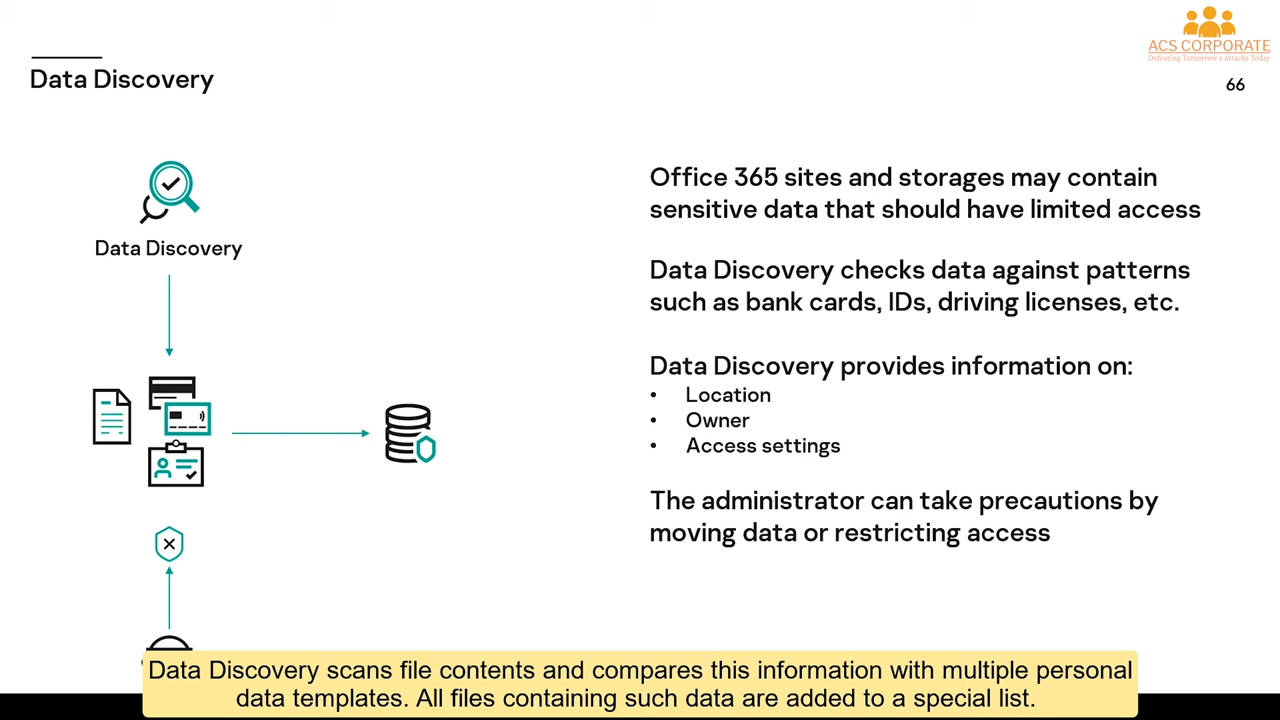 ACS CORPORATE
Defeating Tomorrow's Attacks Today
Data Discovery
66
Data Discovery
Office 365 sites and storages may contain
sensitive data that should have limited access
Data Discovery checks data against patterns
such as bank cards, IDs, driving licenses, etc.
Data Discovery provides information on:
• Location
• Owner
• Access settings
The administrator can take precautions by
moving data or restricting access
Data Discovery scans file contents and compares this information with multiple personal
data templates. All files containing such data are added to a special list.